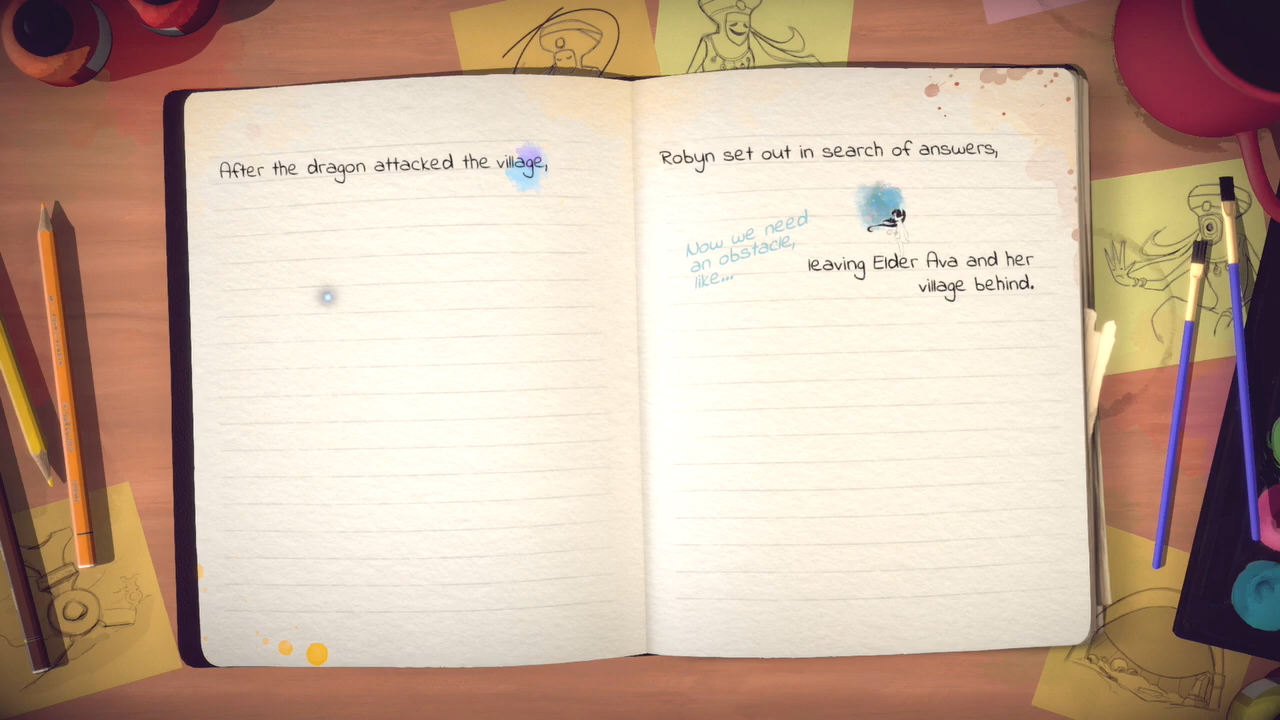 After the dragon attacked the village,
Robyn set out in search of answers,
Now we need
an obstacle,
like...
leaving Elder Ava and her
village behind.